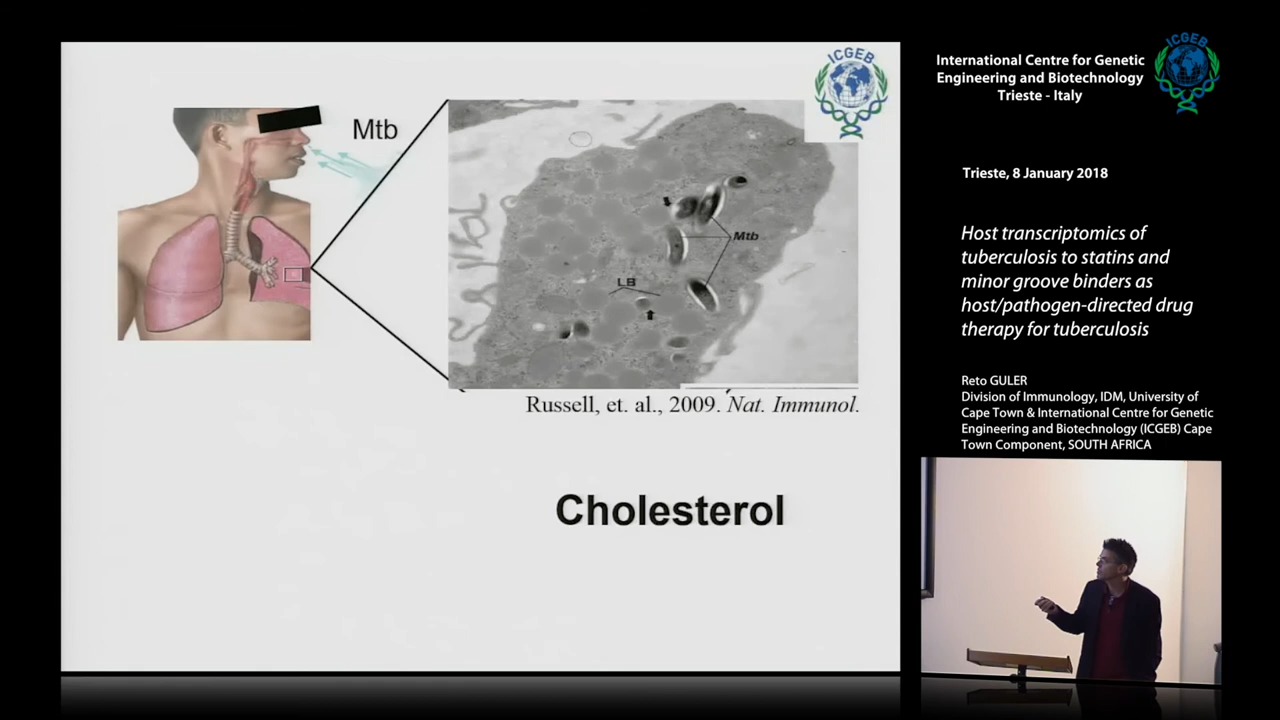 ICGEB
Mtb
Mtb
LB
Russell, et. al., 2009. Nat. Immunol.
Cholesterol
International Centre for Genetic
Engineering and Biotechnology
Trieste - Italy
ICGEB
Trieste, 8 January 2018
Host transcriptomics of
tuberculosis to statins and
minor groove binders as
host/pathogen-directed drug
therapy for tuberculosis
Reto GULER
Division of Immunology, IDM, University of
Cape Town & International Centre for Genetic
Engineering and Biotechnology (ICGEB) Cape
Town Component, SOUTH AFRICA